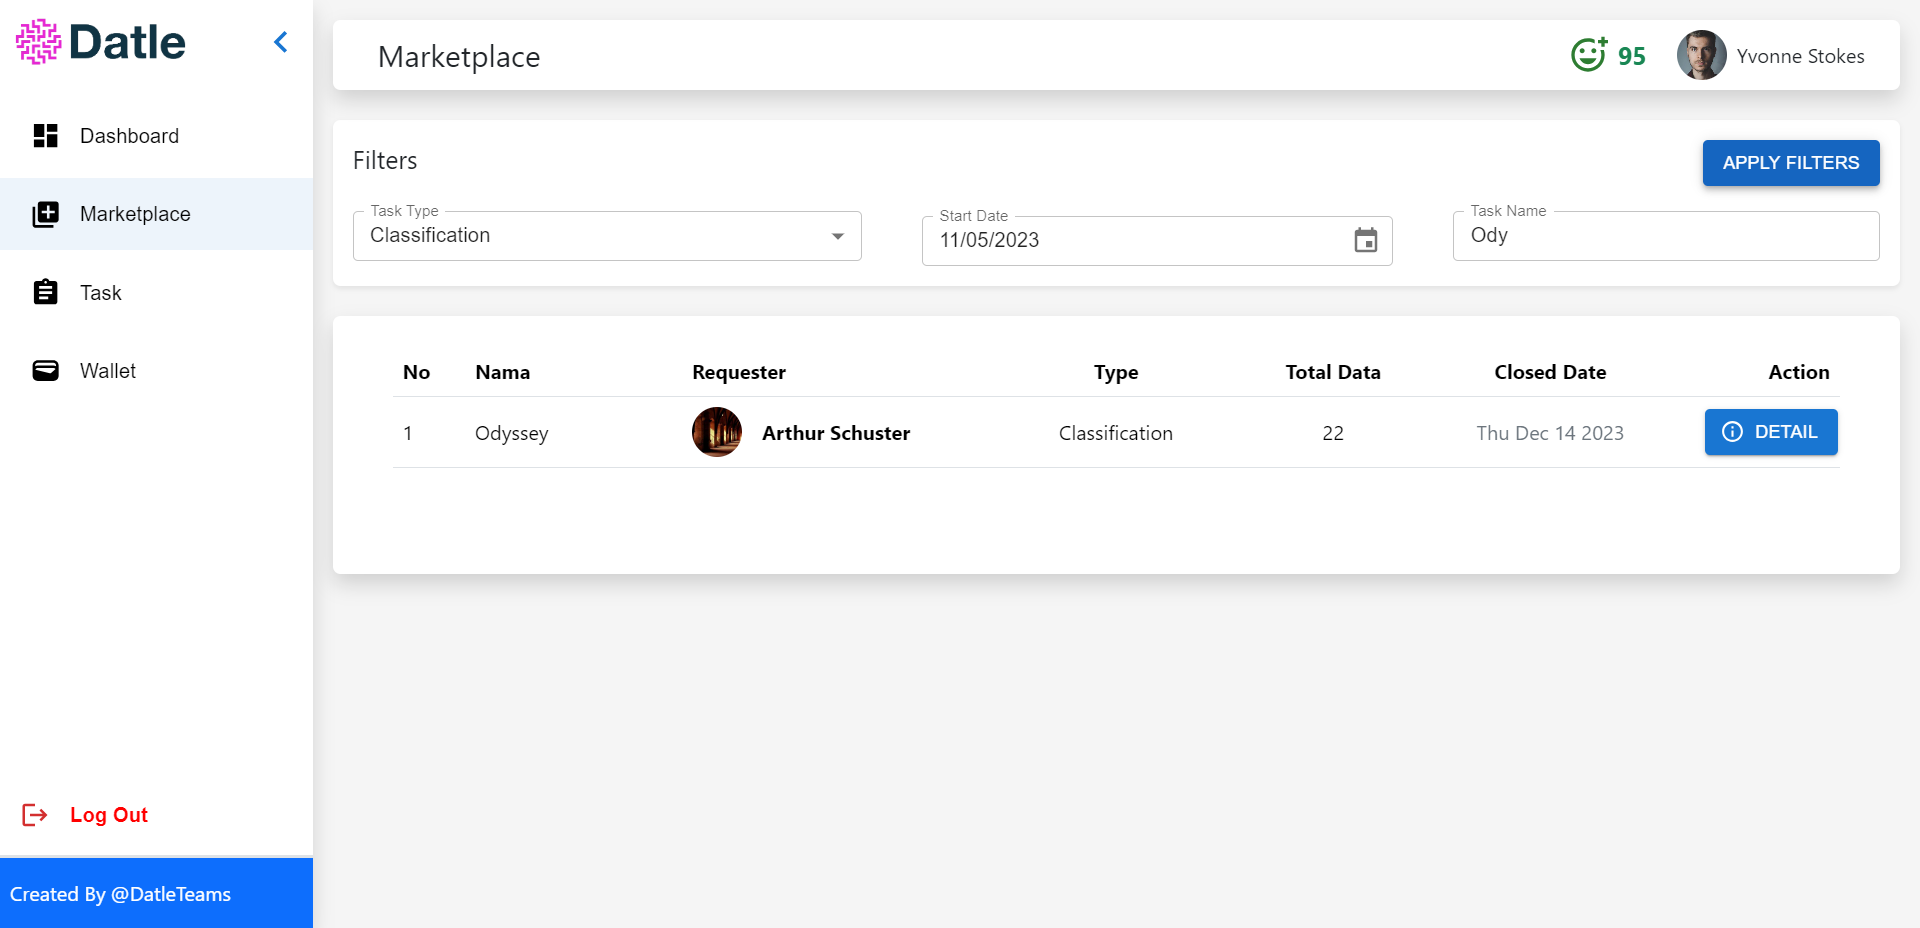 Datle
Dashboard
Marketplace
Task
Wallet
Log Out
Created By @DatleTeams
Marketplace
95
Yvonne Stokes
Filters
APPLY FILTERS
Task Type
Classification
Start Date
11/05/2023
Task Name
Ody
No Nama Requester Type Total Data Closed Date Action
1 Odyssey Arthur Schuster Classification 22 Thu Dec 14 2023 DETAIL